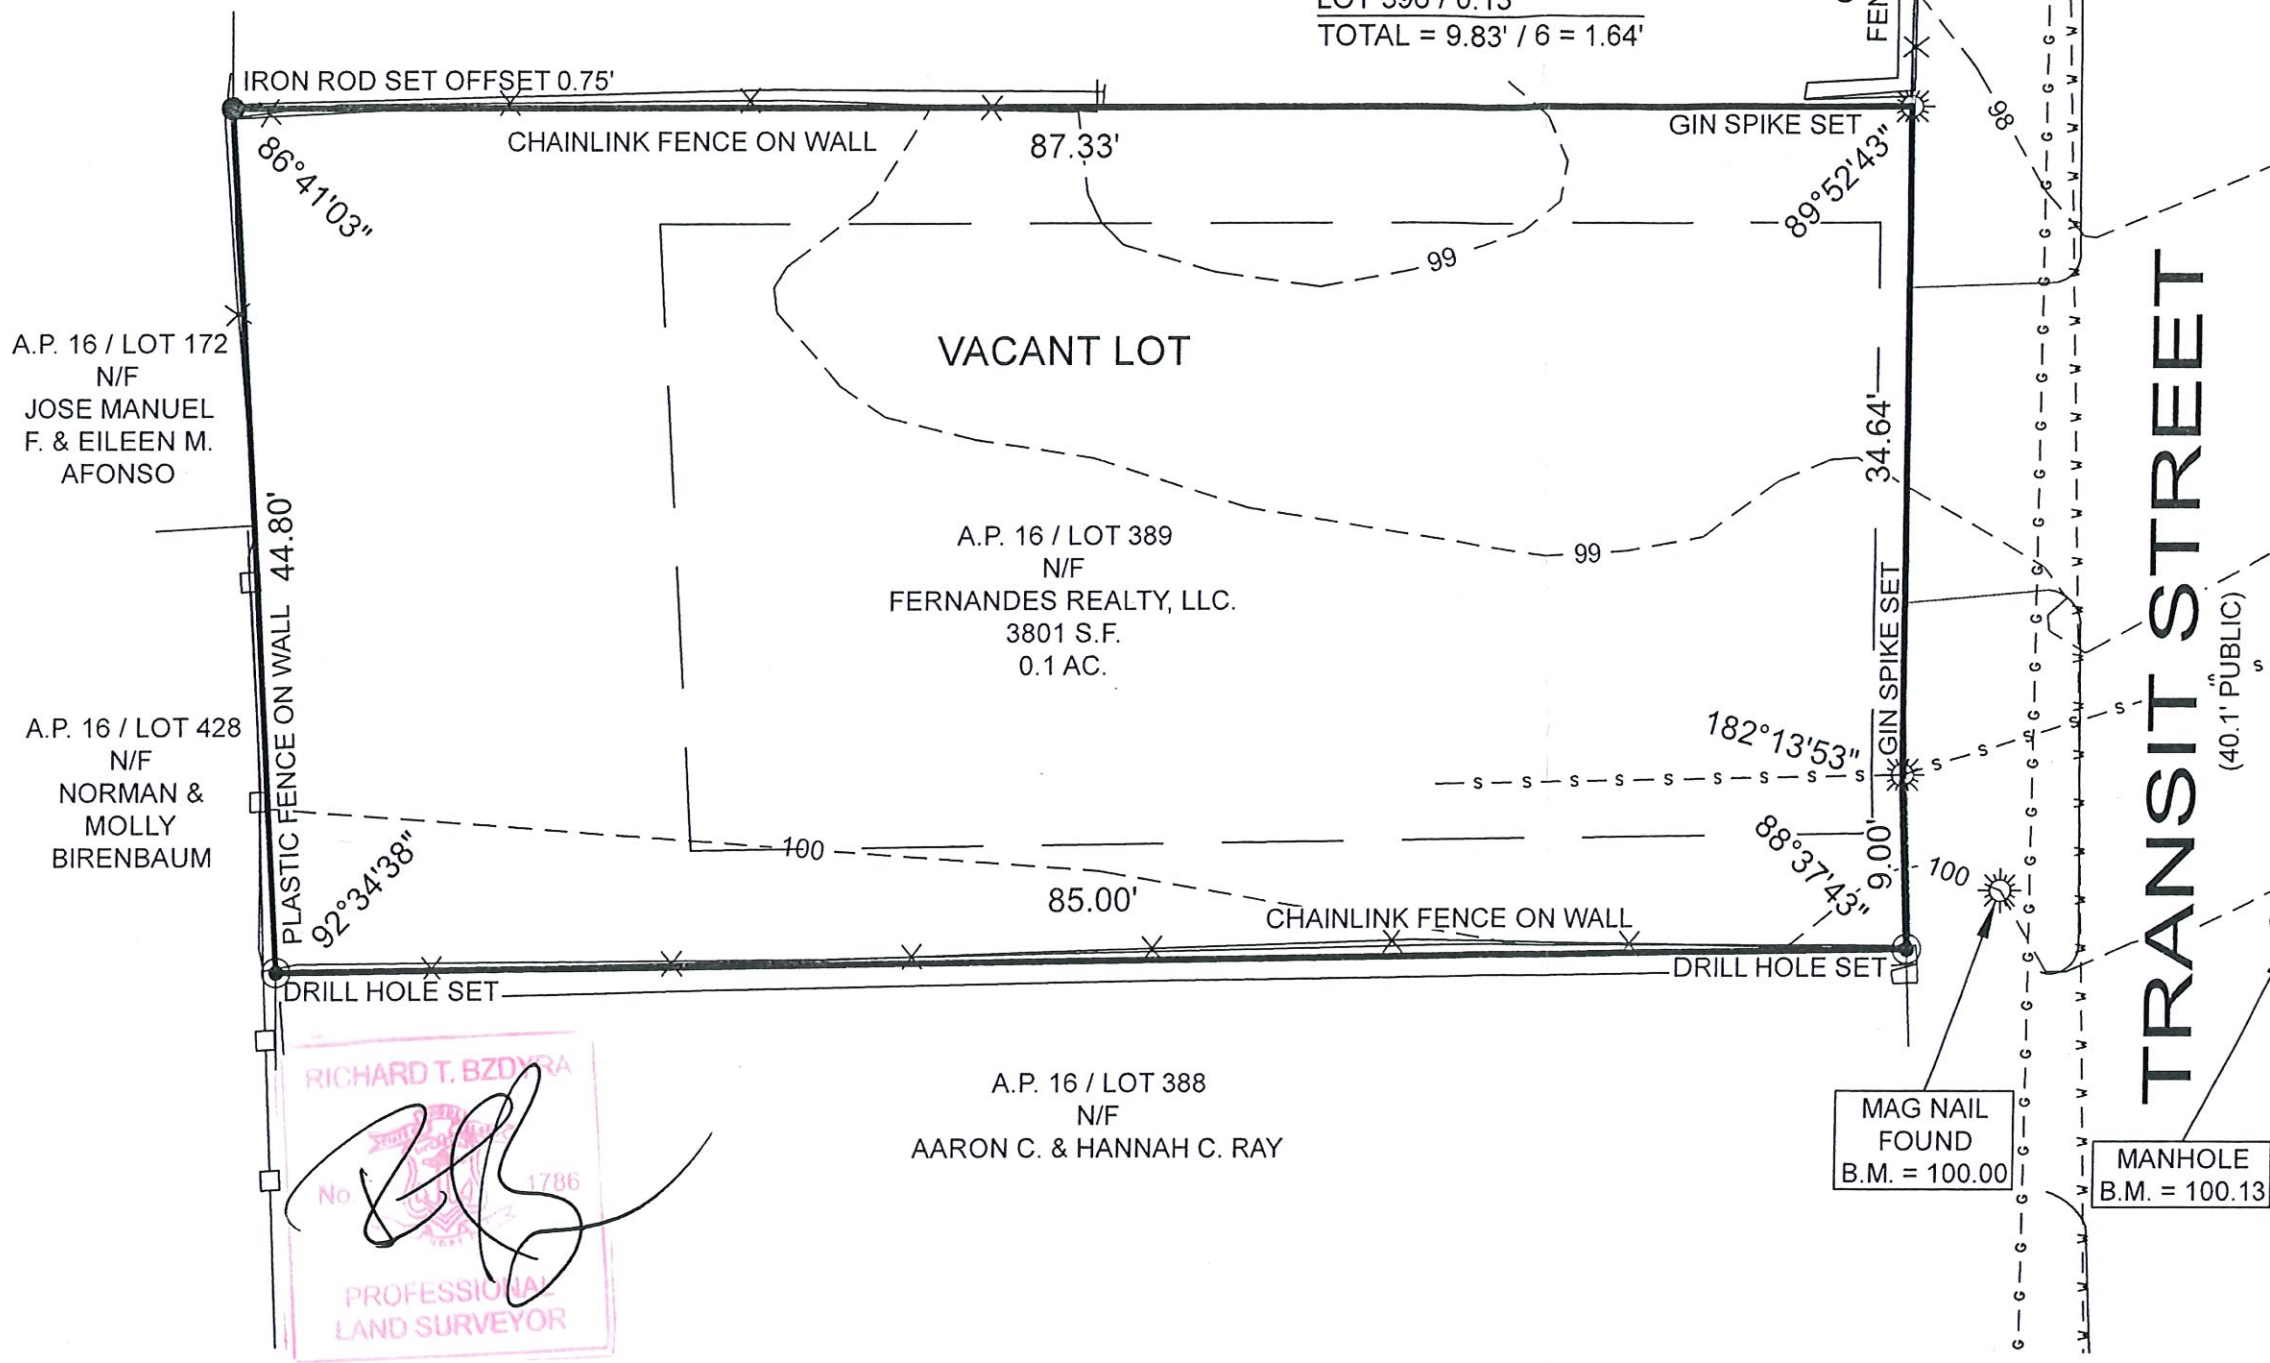 LOT 396 / 0.13
TOTAL = 9.83' / 6 = 1.64'
FEN
IRON ROD SET OFFSET 0.75'
CHAINLINK FENCE ON WALL
87.33'
GIN SPIKE SET
86°41'03"
89°52'43"
98
99
VACANT LOT
A.P. 16 / LOT 172
N/F
JOSE MANUEL
F. & EILEEN M.
AFONSO
34.64'
44.80'
PLASTIC FENCE ON WALL
A.P. 16 / LOT 389
N/F
FERNANDES REALTY, LLC.
3801 S.F.
0.1 AC.
99
GIN SPIKE SET
TRANSIT STREET
(40.1' "PUBLIC)
A.P. 16 / LOT 428
N/F
NORMAN &
MOLLY
BIRENBAUM
182°13'53"
92°34'38"
100
85.00'
88°37'43"
9.00'
100
CHAINLINK FENCE ON WALL
DRILL HOLE SET
DRILL HOLE SET
A.P. 16 / LOT 388
N/F
AARON C. & HANNAH C. RAY
MAG NAIL
FOUND
B.M. = 100.00
MANHOLE
B.M. = 100.13
RICHARD T. BZDYRA
No. 1786
PROFESSIONAL
LAND SURVEYOR